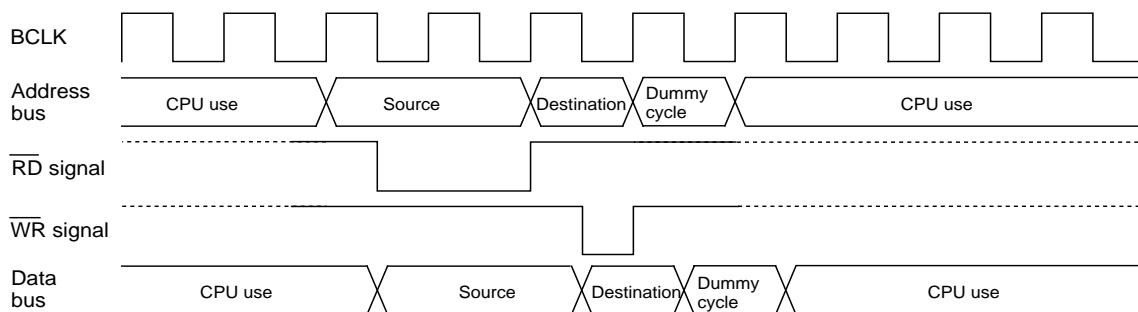 BCLK
Address
bus
CPU use
Source
Destination
Dummy
cycle
CPU use
RD signal
WR signal
Data
bus
CPU use
Source
Destination
Dummy
cycle
CPU use